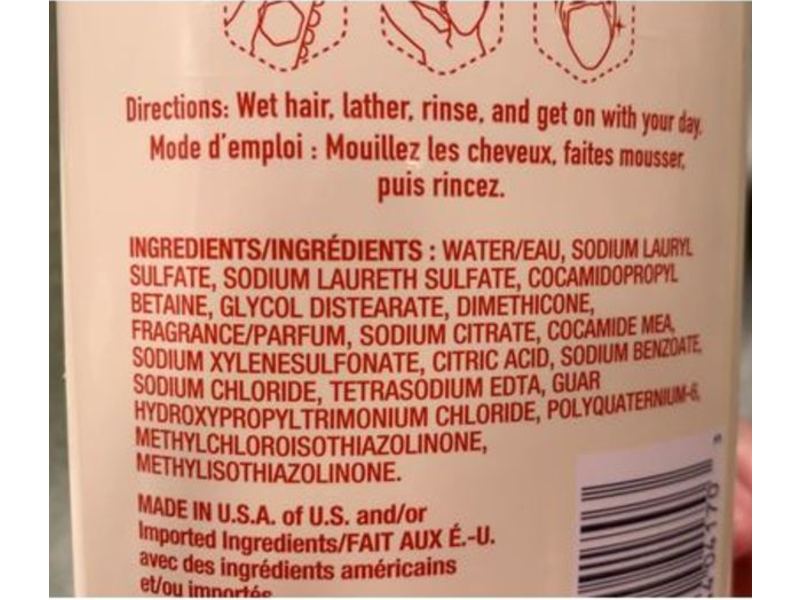 Directions: Wet hair, lather, rinse, and get on with your day.
Mode d'emploi : Mouillez les cheveux, faites mousser,
puis rincez.
INGREDIENTS/INGRÉDIENTS : WATER/EAU, SODIUM LAURYL
SULFATE, SODIUM LAURETH SULFATE, COCAMIDOPROPYL
BETAINE, GLYCOL DISTEARATE, DIMETHICONE,
FRAGRANCE/PARFUM, SODIUM CITRATE, COCAMIDE MEA,
SODIUM XYLENESULFONATE, CITRIC ACID, SODIUM BENZOATE,
SODIUM CHLORIDE, TETRASODIUM EDTA, GUAR
HYDROXYPROPYLTRIMONIUM CHLORIDE, POLYQUATERNIUM-6,
METHYLCHLOROISOTHIAZOLINONE,
METHYLISOTHIAZOLINONE.
MADE IN U.S.A. of U.S. and/or
Imported Ingredients/FAIT AUX É.-U.
avec des ingrédients américains
et/ou importés